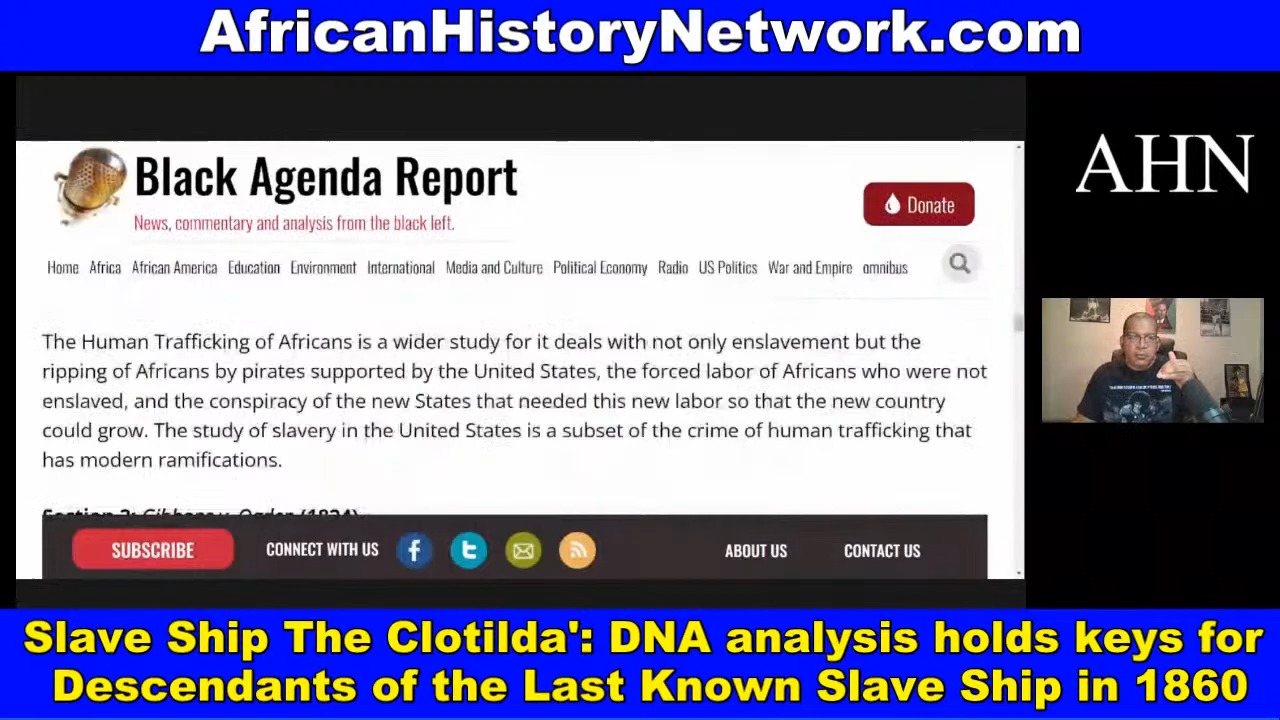 AfricanHistoryNetwork.com
Black Agenda Report
News, commentary and analysis from the black left.
Donate
Home Africa African America Education Environment International Media and Culture Political Economy Radio US Politics War and Empire omnibus
The Human Trafficking of Africans is a wider study for it deals with not only enslavement but the
ripping of Africans by pirates supported by the United States, the forced labor of Africans who were not
enslaved, and the conspiracy of the new States that needed this new labor so that the new country
could grow. The study of slavery in the United States is a subset of the crime of human trafficking that
has modern ramifications.
SUBSCRIBE CONNECT WITH US ABOUT US CONTACT US
AHN
Slave Ship The Clotilda': DNA analysis holds keys for
Descendants of the Last Known Slave Ship in 1860